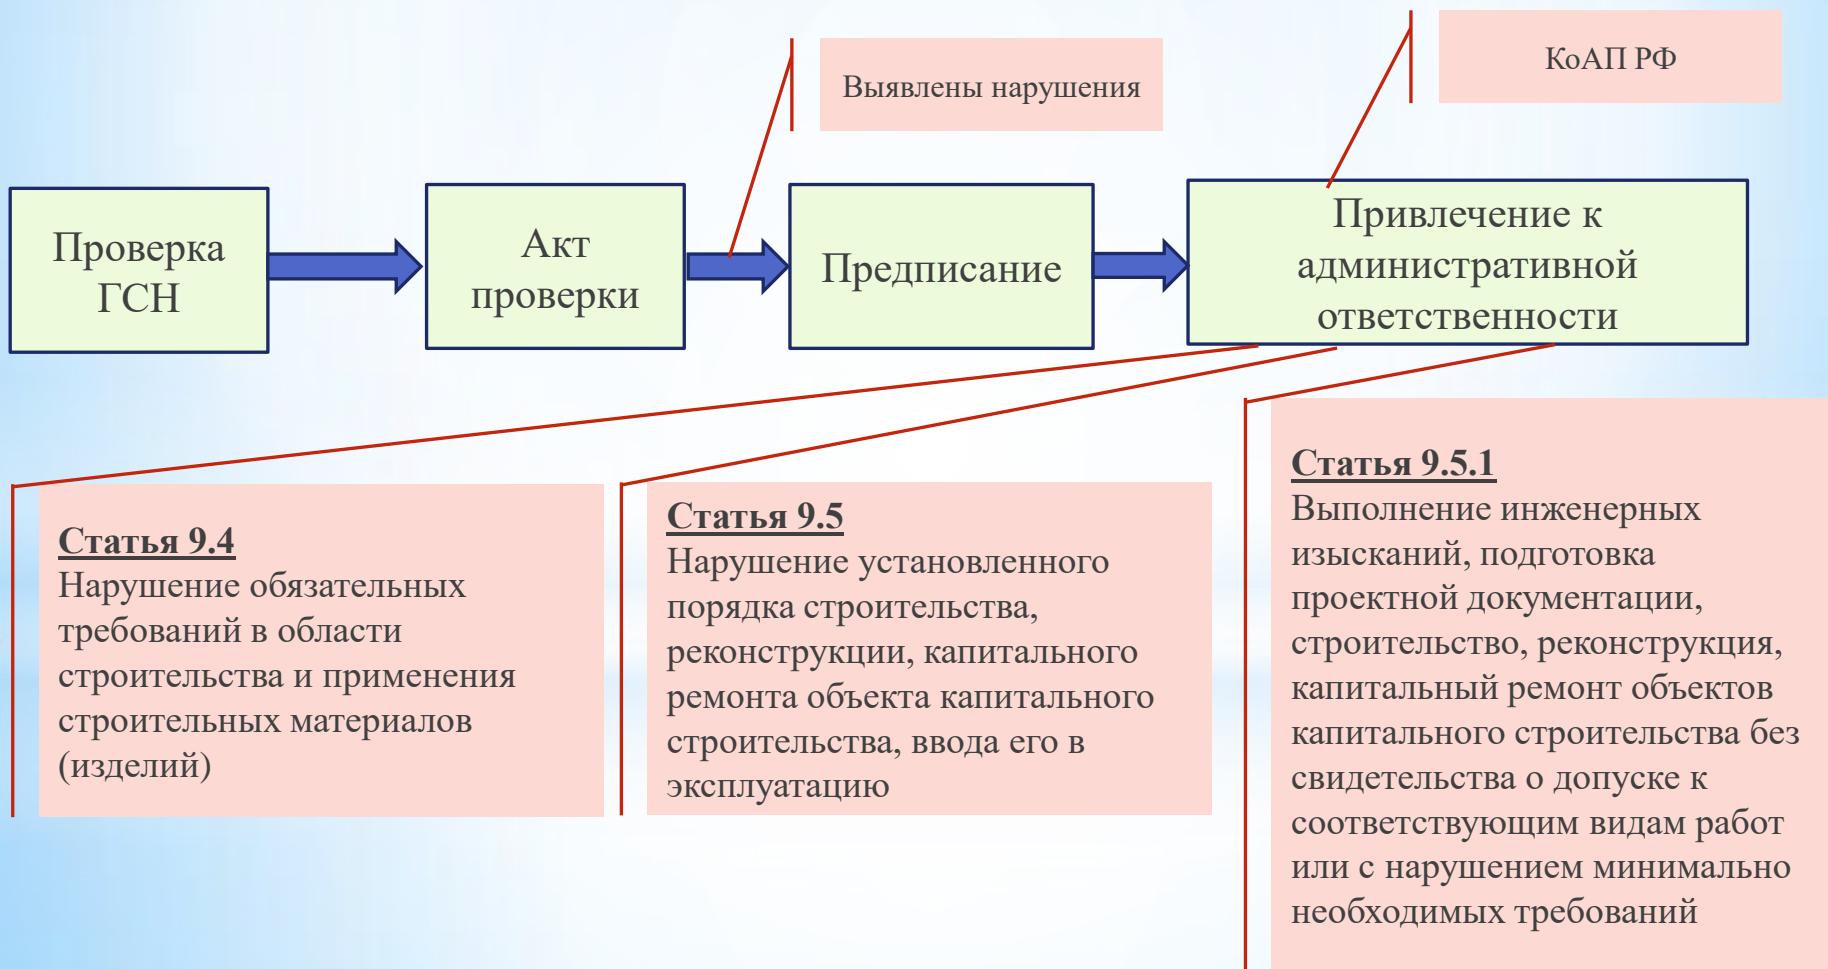 Выявлены нарушения
КоАП РФ
Проверка
ГСН
Акт
проверки
Предписание
Привлечение к
административной
ответственности
Статья 9.4
Нарушение обязательных
требований в области
строительства и применения
строительных материалов
(изделий)
Статья 9.5
Нарушение установленного
порядка строительства,
реконструкции, капитального
ремонта объекта капитального
строительства, ввода его в
эксплуатацию
Статья 9.5.1
Выполнение инженерных
изысканий, подготовка
проектной документации,
строительство, реконструкция,
капитальный ремонт объектов
капитального строительства без
свидетельства о допуске к
соответствующим видам работ
или с нарушением минимально
необходимых требований